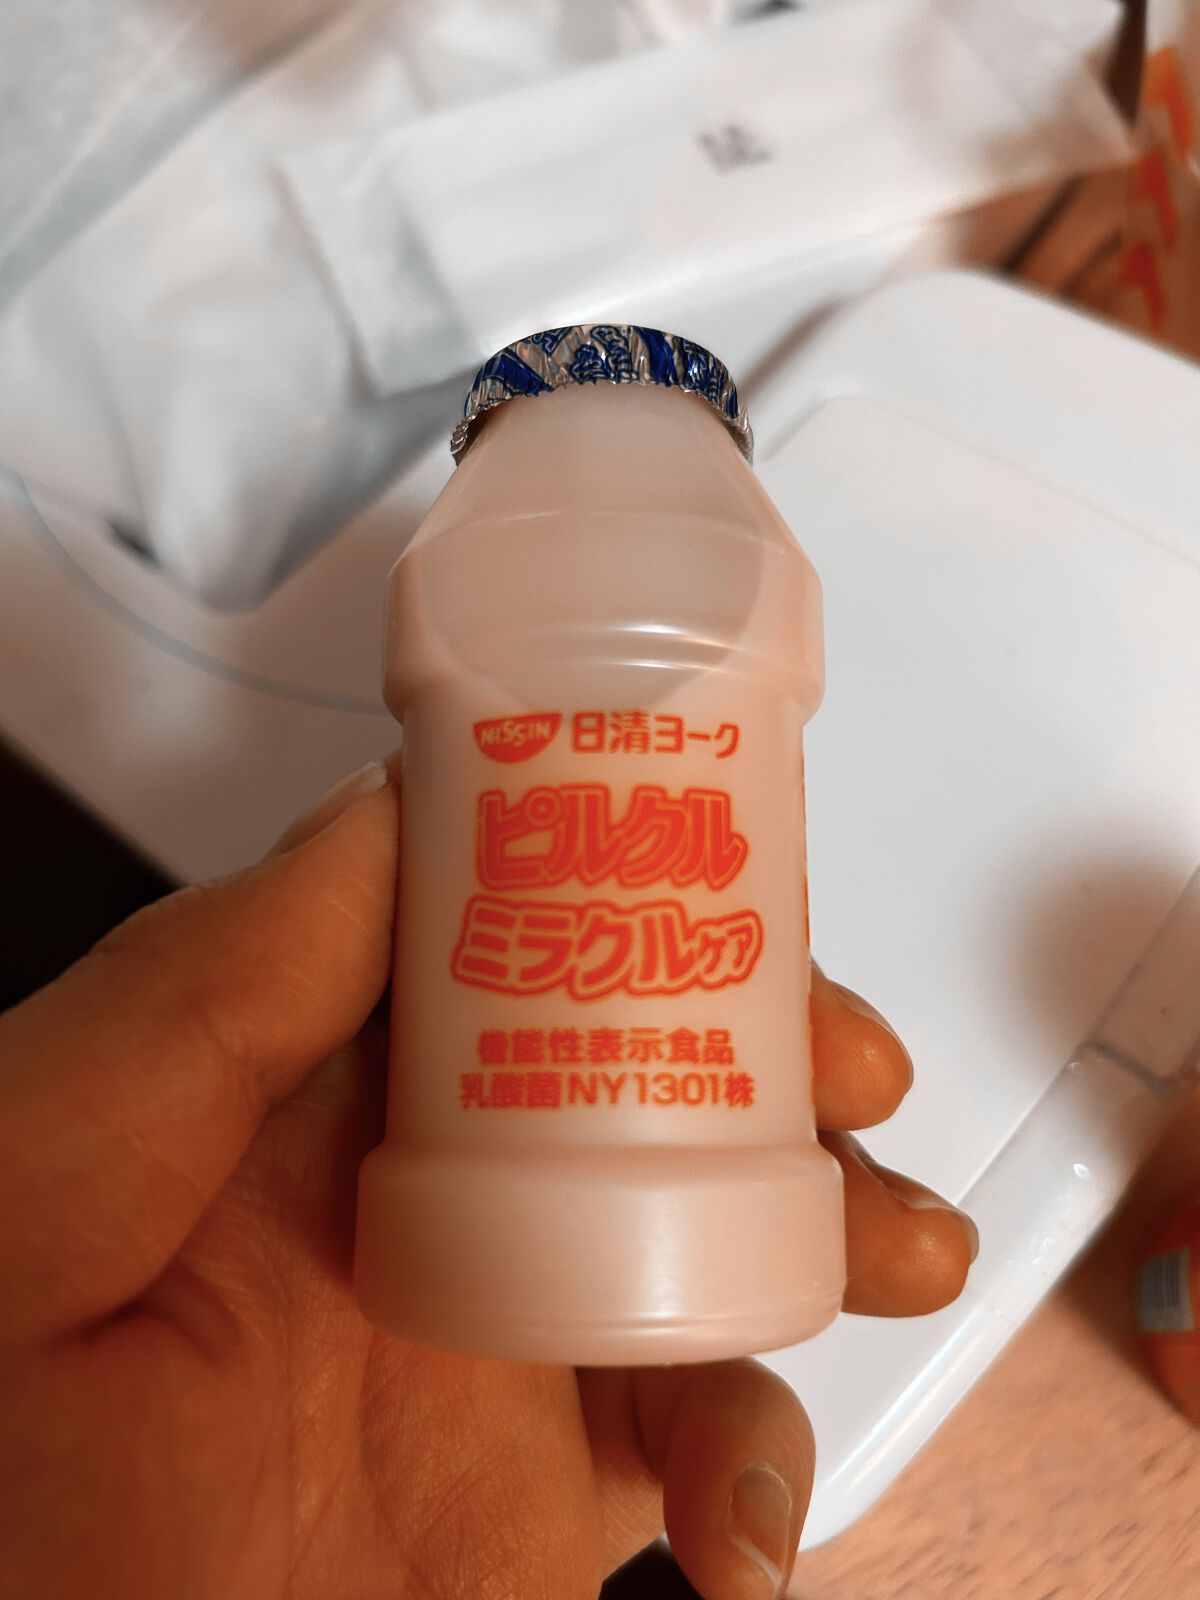 NISSIN 日清ヨーク
ピルクル
ミラクルケア
機能性表示食品
乳酸菌NY1301株